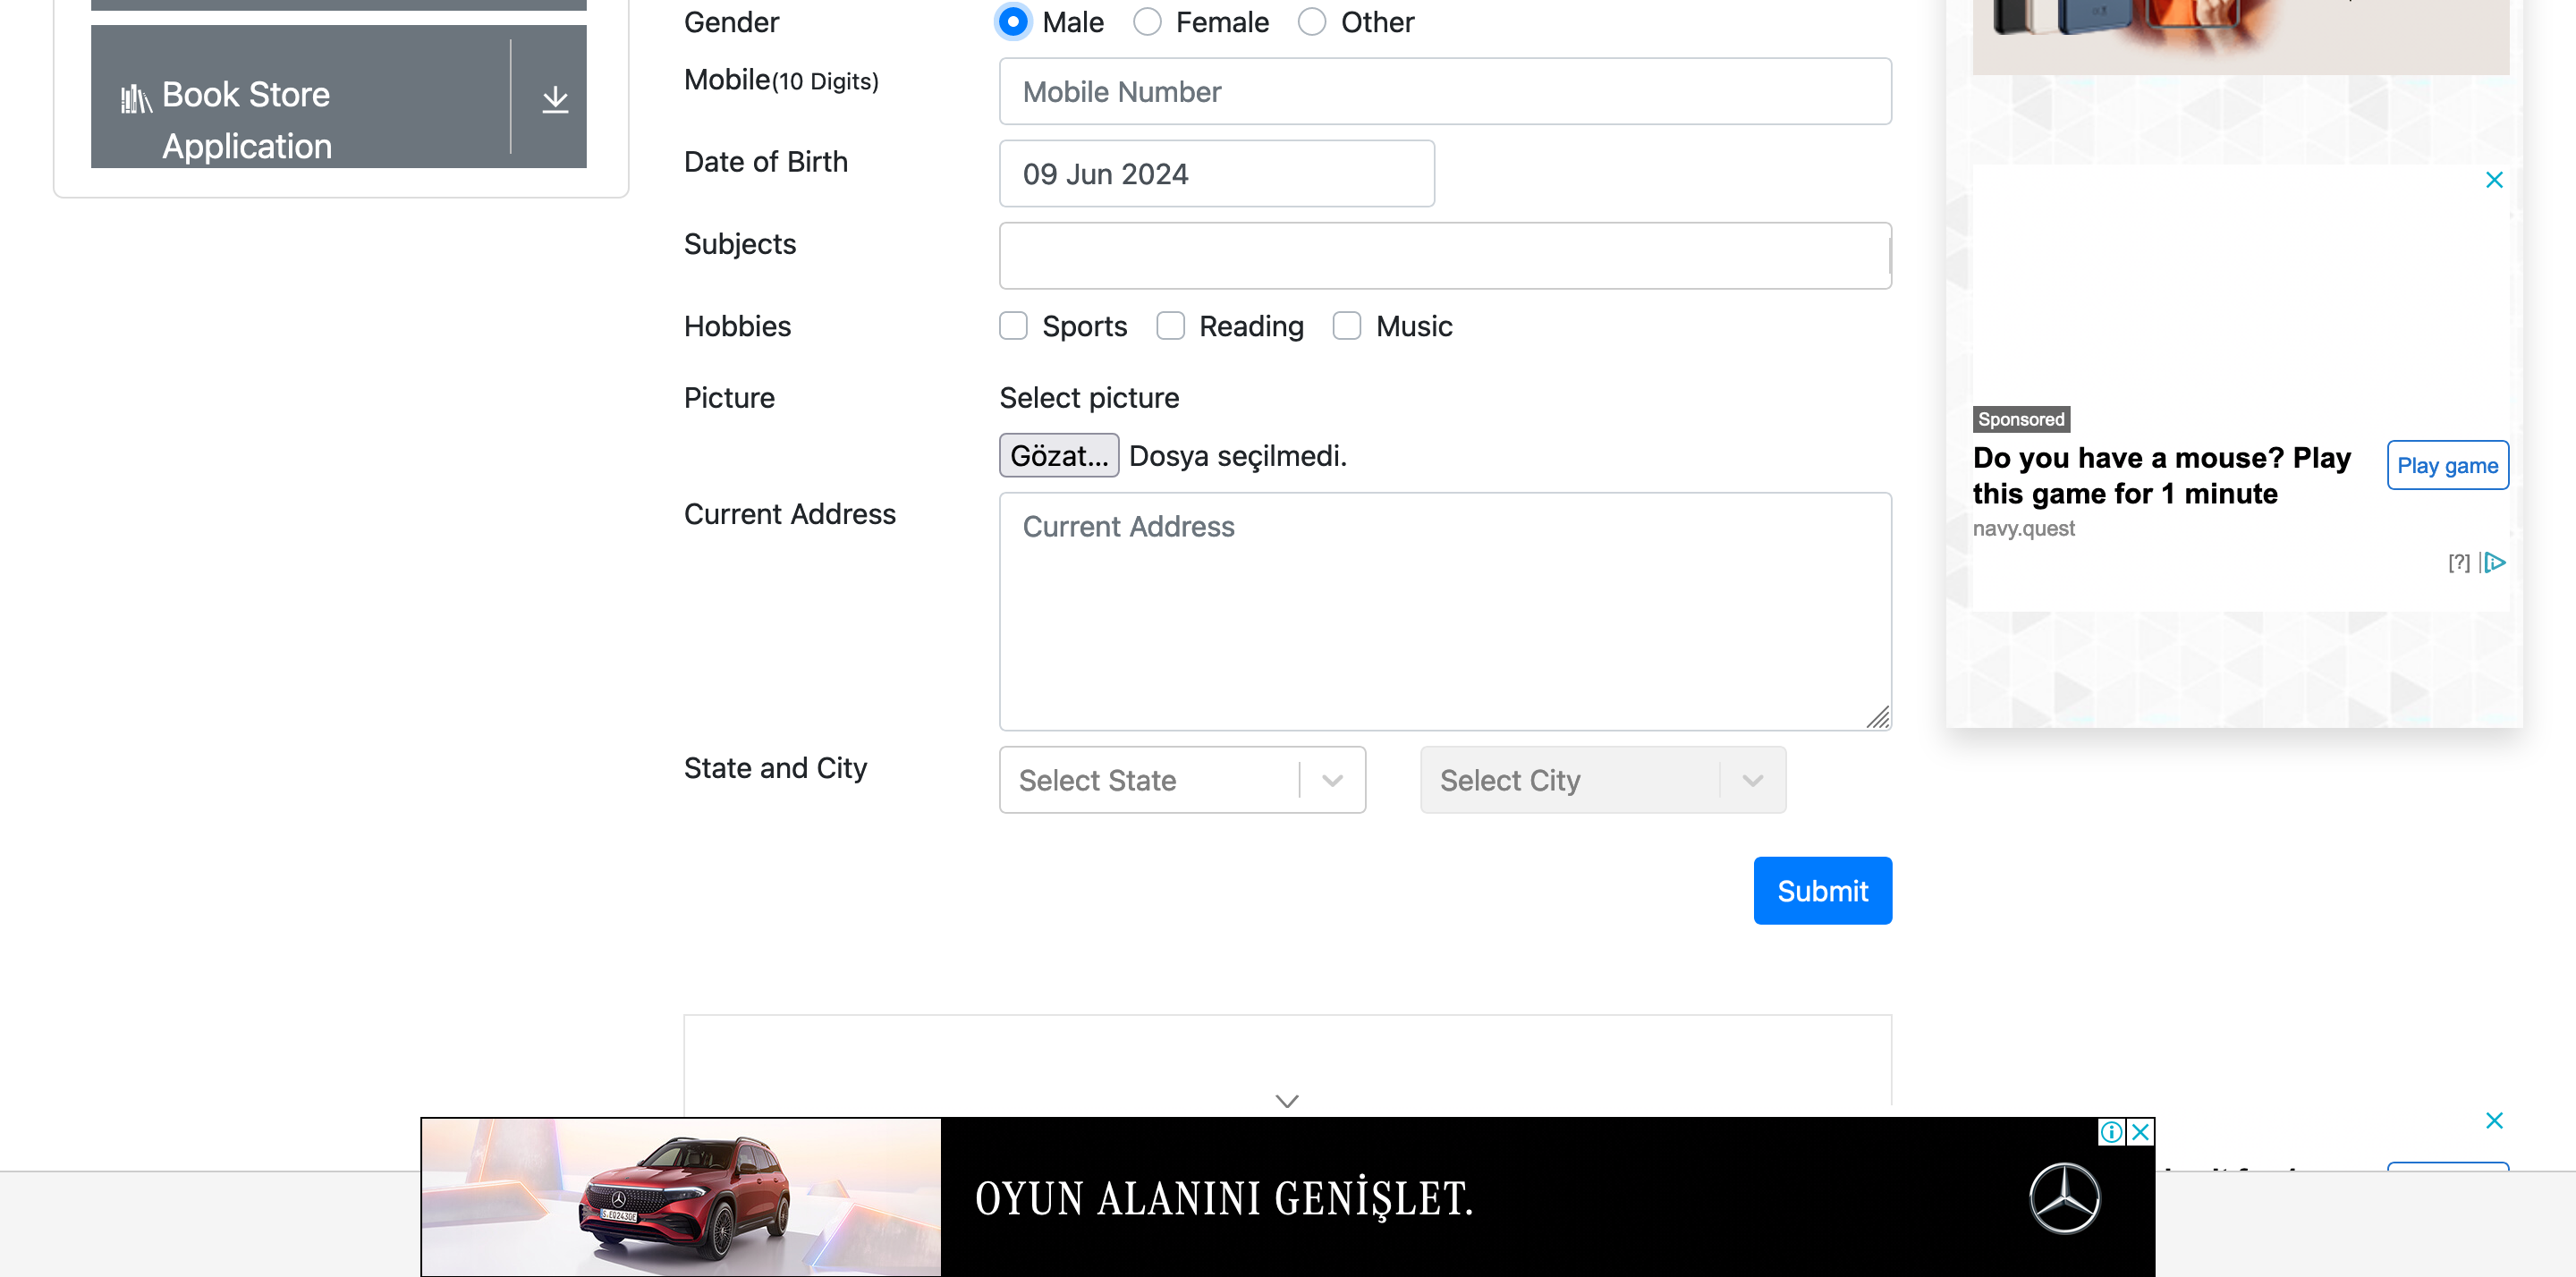 Book Store
Application
Gender
Male
Female
Other
Mobile(10 Digits)
Mobile Number
Date of Birth
09 Jun 2024
Subjects
Hobbies
Sports
Reading
Music
Picture
Select picture
Gözat... Dosya seçilmedi.
Current Address
Current Address
State and City
Select State
Select City
Submit
Sponsored
Do you have a mouse? Play
this game for 1 minute
Play game
navy.quest
[?]
OYUN ALANINI GENİŞLET.